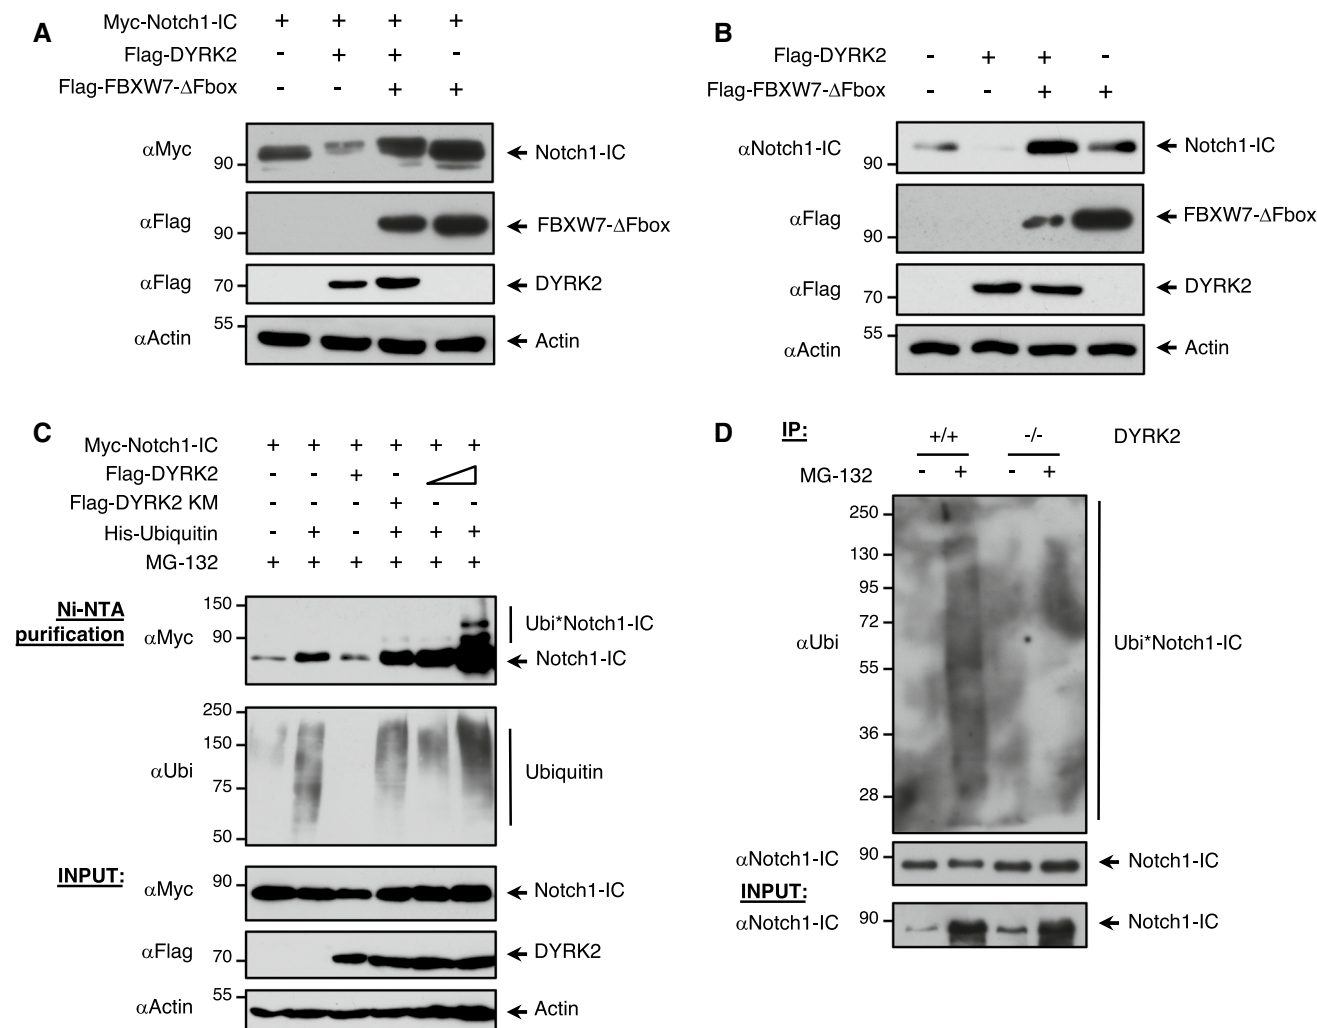 A
Myc-Notch1-IC + + + +
Flag-DYRK2 - + + -
Flag-FBXW7-ΔFbox - - + +
αMyc 90 Notch1-IC
αFlag 90 FBXW7-ΔFbox
αFlag 70 DYRK2
αActin 55 Actin
B
Flag-DYRK2 - + + -
Flag-FBXW7-ΔFbox - - + +
αNotch1-IC 90 Notch1-IC
αFlag 90 FBXW7-ΔFbox
αFlag 70 DYRK2
αActin 55 Actin
C
Myc-Notch1-IC + + + + + +
Flag-DYRK2 - - + -
Flag-DYRK2 KM - - - + - -
His-Ubiquitin - + - + + +
MG-132 + + + + + +
Ni-NTA
purification
αMyc 150 90 Ubi*Notch1-IC
Notch1-IC
αUbi 250 150 75 50 Ubiquitin
INPUT:
αMyc 90 Notch1-IC
αFlag 70 DYRK2
αActin 55 Actin
D
IP:
+/+ -/- DYRK2
MG-132 - + - +
250
130
95
72
αUbi 55 Ubi*Notch1-IC
36
28
αNotch1-IC 90 Notch1-IC
INPUT:
αNotch1-IC 90 Notch1-IC